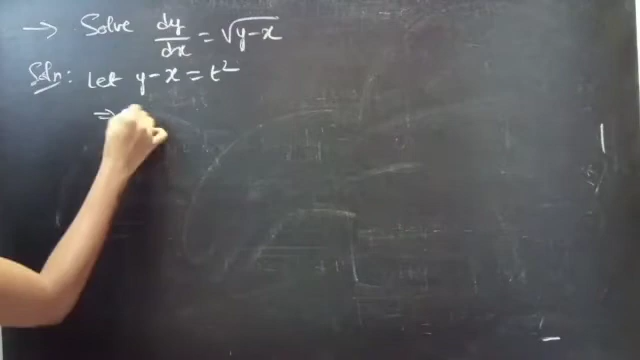 → Solve dy/dx = √(y-x)
Soln: Let y-x = t²
⇒